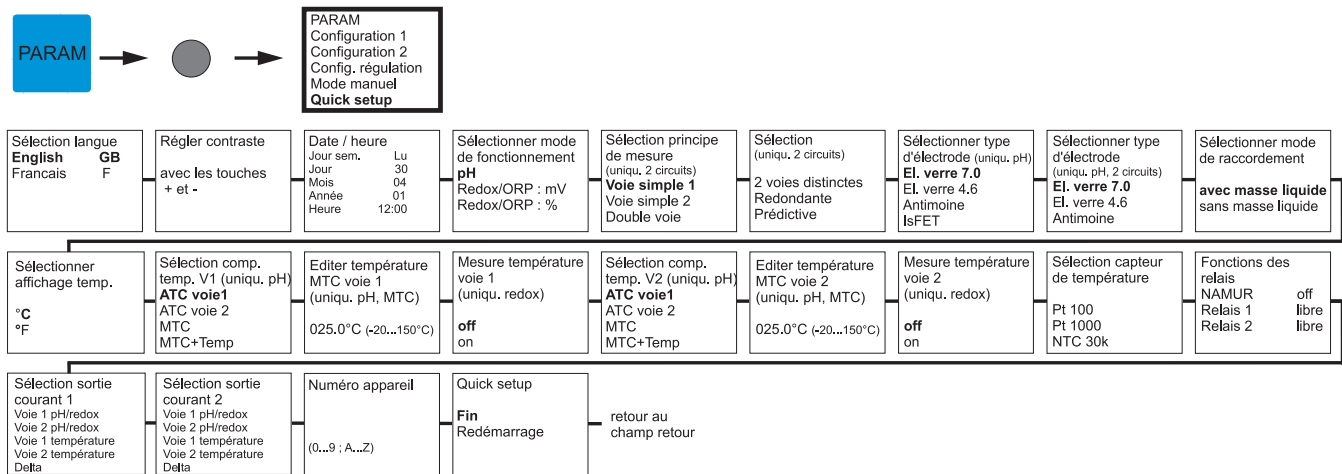 PARAM
PARAM
Configuration 1
Configuration 2
Config. régulation
Mode manuel
Quick setup
Sélection langue
English GB
Francais F
Régler contraste
avec les touches
+ et -
Date / heure
Jour sem. Lu
Jour 30
Mois 04
Année 01
Heure 12:00
Sélectionner mode
de fonctionnement
pH
Redox/ORP : mV
Redox/ORP : %
Sélection principe
de mesure
(uniqu. 2 circuits)
Voie simple 1
Voie simple 2
Double voie
Sélection
(uniqu. 2 circuits)
2 voies distinctes
Redondante
Prédictive
Sélectionner type
d'électrode (uniqu. pH)
El. verre 7.0
El. verre 4.6
Antimoine
IsFET
Sélectionner type
d'électrode
(uniqu. pH, 2 circuits)
El. verre 7.0
El. verre 4.6
Antimoine
Sélectionner mode
de raccordement
avec masse liquide
sans masse liquide
Sélectionner
affichage temp.
°C
°F
Sélection comp.
temp. V1 (uniqu. pH)
ATC voie1
ATC voie 2
MTC
MTC+Temp
Editer température
MTC voie 1
(uniqu. pH, MTC)
025.0°C (-20...150°C)
Mesure température
voie 1
(uniqu. redox)
off
on
Sélection comp.
temp. V2 (uniqu. pH)
ATC voie1
ATC voie 2
MTC
MTC+Temp
Editer température
MTC voie 2
(uniqu. pH, MTC)
025.0°C (-20...150°C)
Mesure température
voie 2
(uniqu. redox)
off
on
Sélection capteur
de température
Pt 100
Pt 1000
NTC 30k
Fonctions des
relais
NAMUR off
Relais 1 libre
Relais 2 libre
Sélection sortie
courant 1
Voie 1 pH/redox
Voie 2 pH/redox
Voie 1 température
Voie 2 température
Delta
Sélection sortie
courant 2
Voie 1 pH/redox
Voie 2 pH/redox
Voie 1 température
Voie 2 température
Delta
Numéro appareil
(0...9 ; A...Z)
Quick setup
Fin
Redémarrage
retour au
champ retour